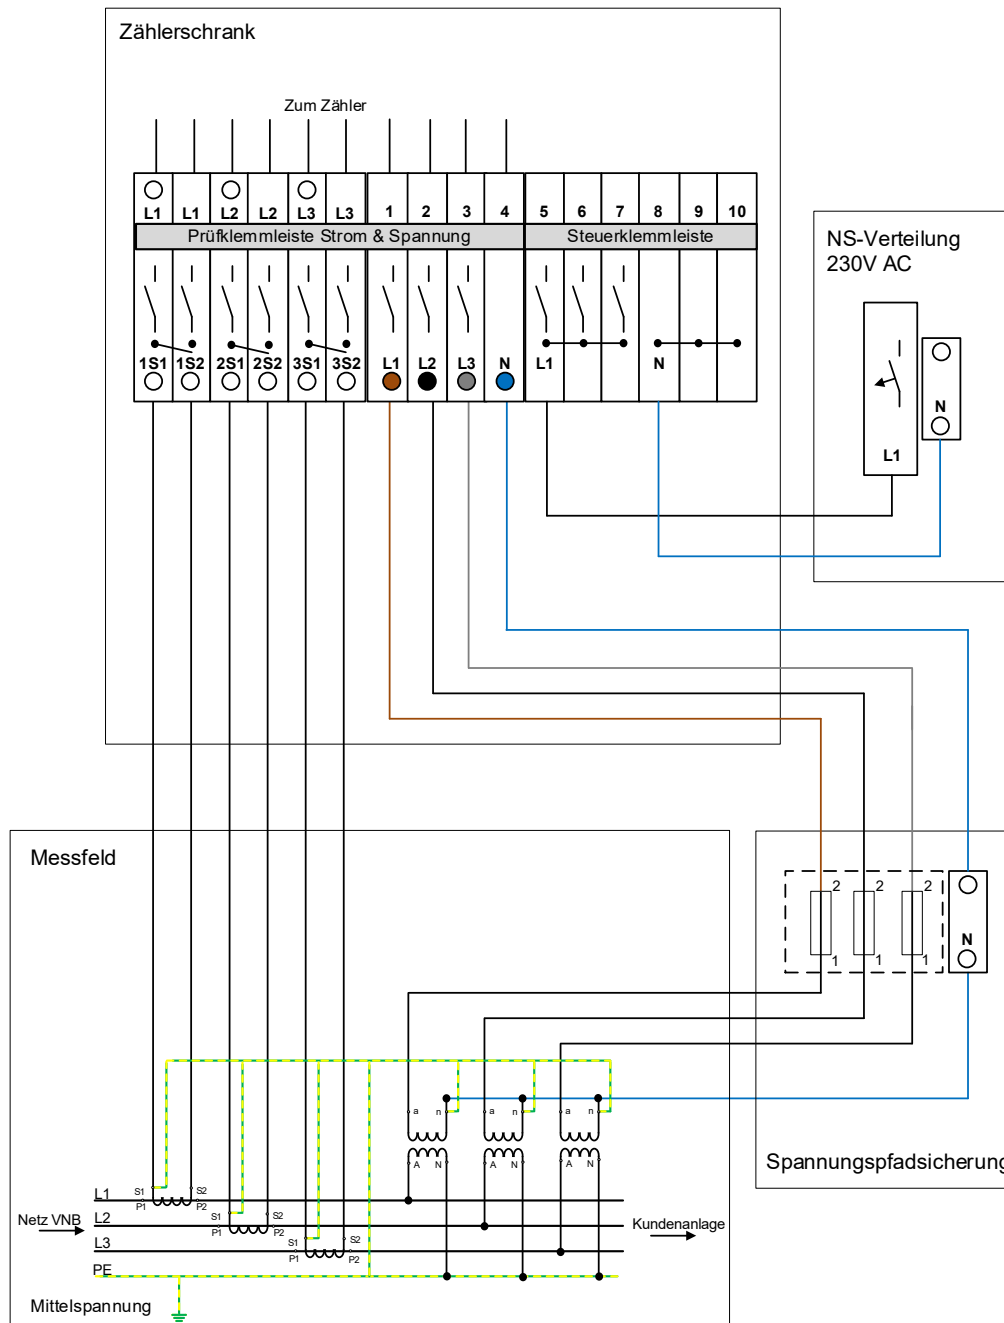 Zählerschrank
Zum Zähler
L1 L1 L2 L2 L3 L3 1 2 3 4 5 6 7 8 9 10
Prüfklemmleiste Strom & Spannung Steuerklemmleiste
1S1 1S2 2S1 2S2 3S1 3S2 L1 L2 L3 N L1 N
NS-Verteilung
230V AC
N
L1
Messfeld
2 2 2
N
1 1 1
a n a n a n
A N A N A N
Spannungspfadsicherung
L1 S1 S2
P1 P2
Netz VNB L2 S1 S2 Kundenanlage
P1 P2
L3 S1 S2
P1 P2
PE
Mittelspannung